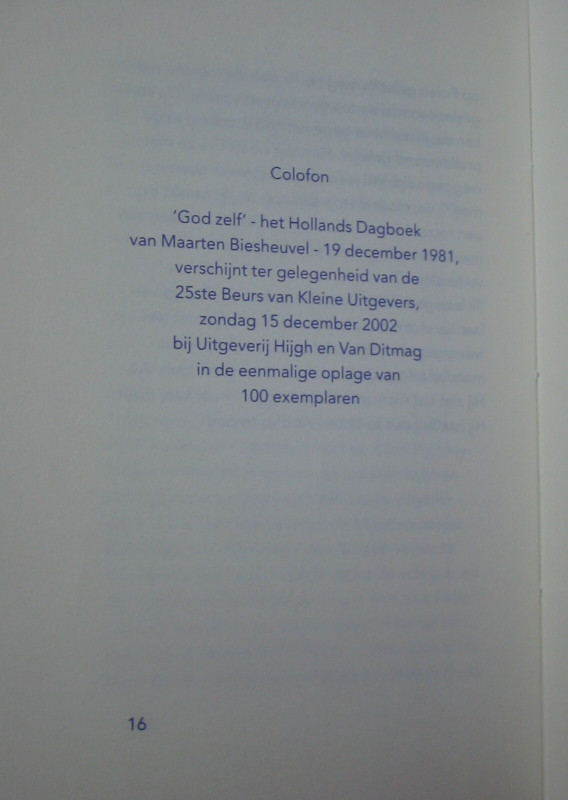 Colofon
'God zelf' - het Hollands Dagboek
van Maarten Biesheuvel - 19 december 1981,
verschijnt ter gelegenheid van de
25ste Beurs van Kleine Uitgevers,
zondag 15 december 2002
bij Uitgeverij Hijgh en Van Ditmag
in de eenmalige oplage van
100 exemplaren
16